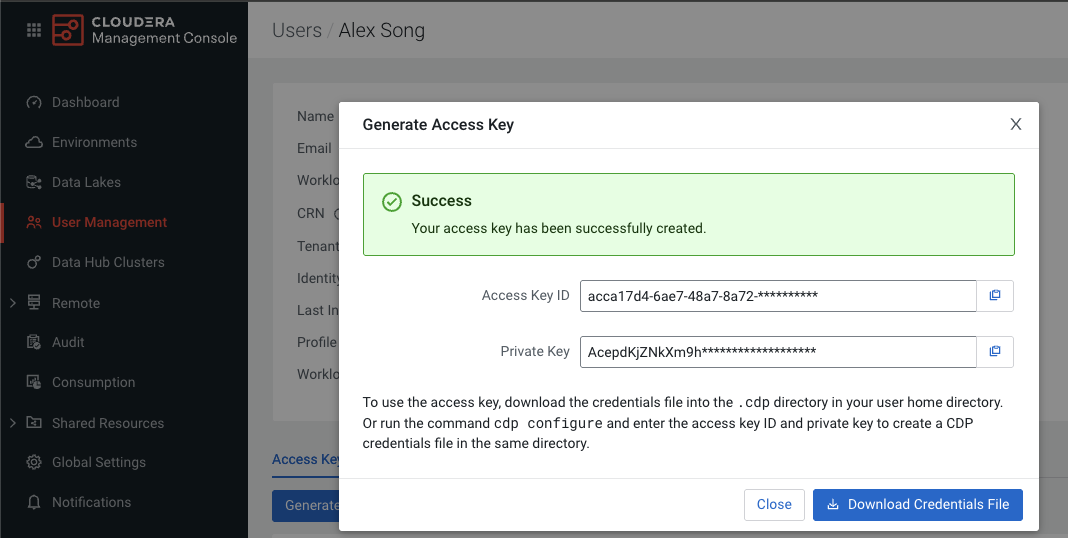 CLOUDERA
Management Console
Users / Alex Song
Dashboard
Environments
Data Lakes
User Management
Data Hub Clusters
Remote
Audit
Consumption
Shared Resources
Global Settings
Notifications
Name
Email
Worklo
CRN
Tenant
Identity
Last In
Profile
Worklo
Access Key
Generate
Generate Access Key
Success
Your access key has been successfully created.
Access Key ID acca17d4-6ae7-48a7-8a72-**********
Private Key AcepdKjZNkXm9h*******************
To use the access key, download the credentials file into the .cdp directory in your user home directory.
Or run the command cdp configure and enter the access key ID and private key to create a CDP
credentials file in the same directory.
Close
Download Credentials File